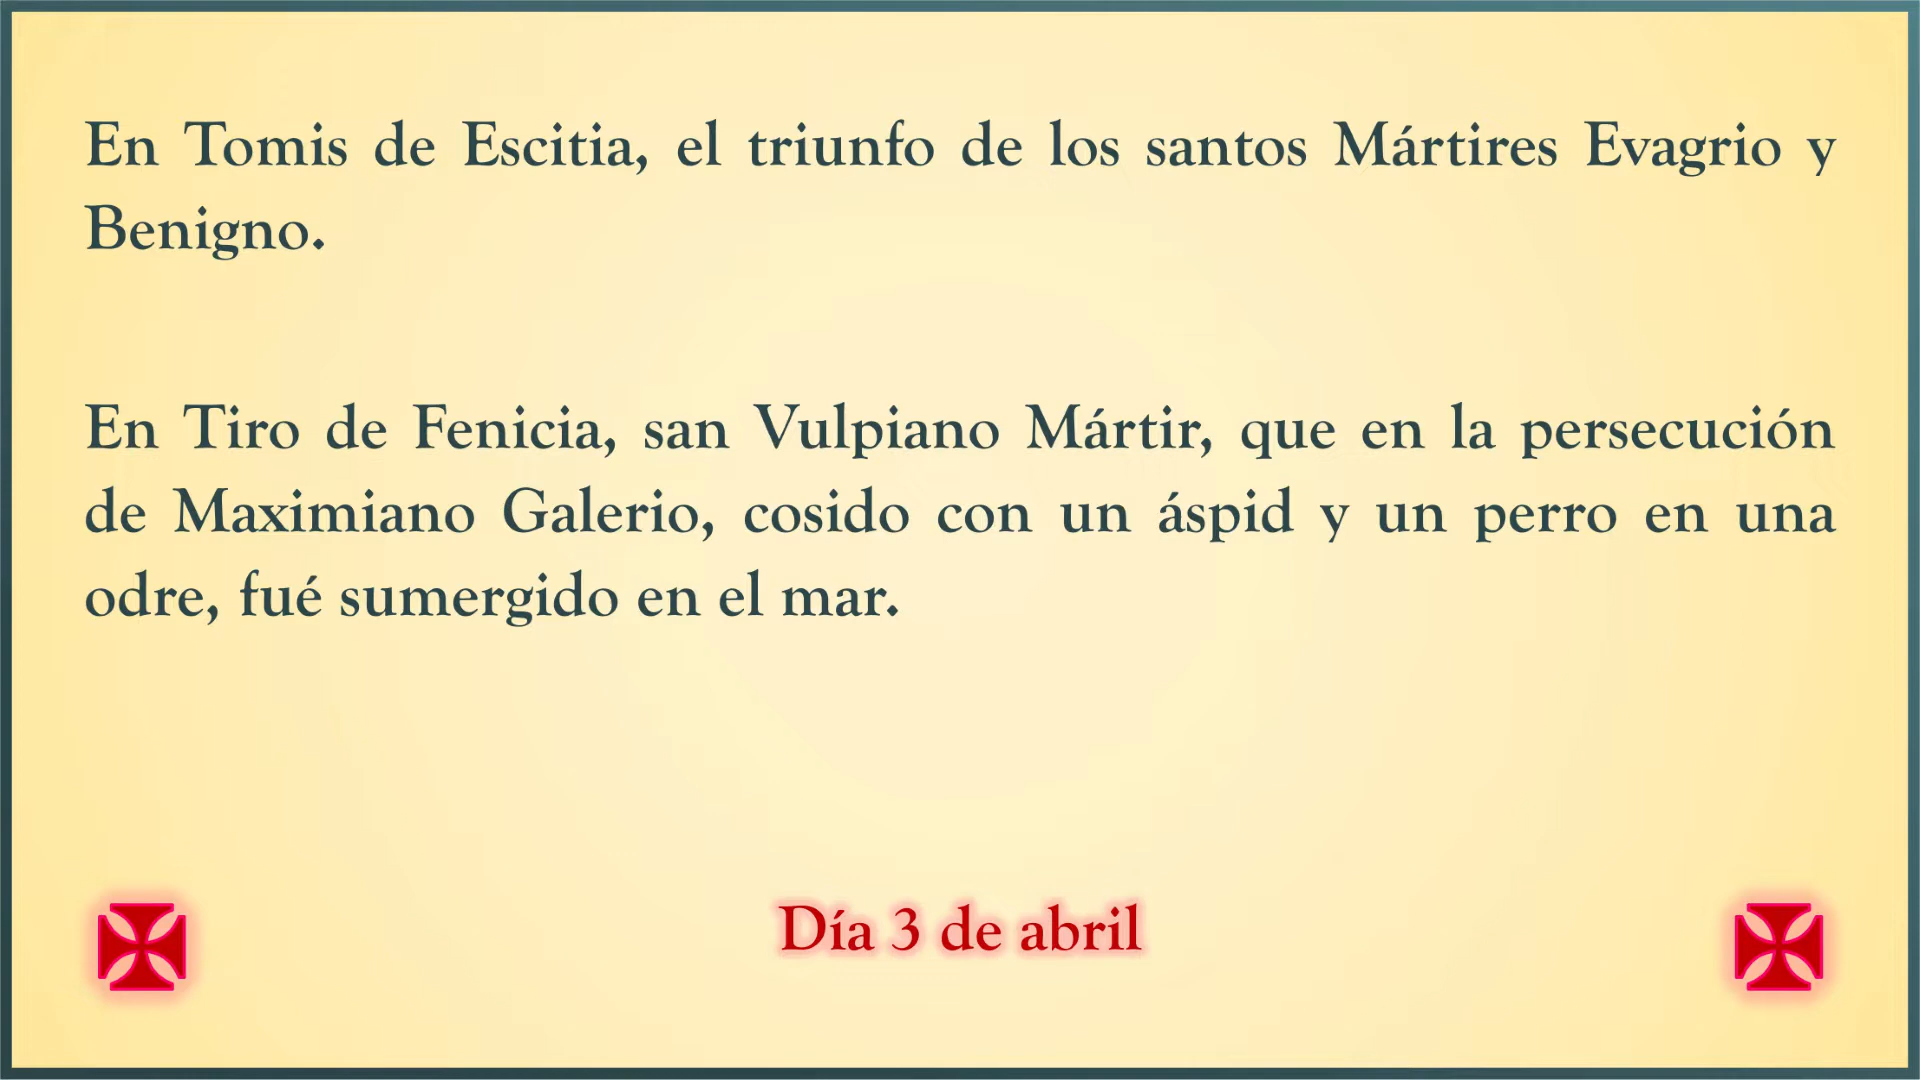 En Tomis de Escitia, el triunfo de los santos Mártires Evagrio y
Benigno.
En Tiro de Fenicia, san Vulpiano Mártir, que en la persecución
de Maximiano Galerio, cosido con un áspid y un perro en una
odre, fué sumergido en el mar.
Día 3 de abril